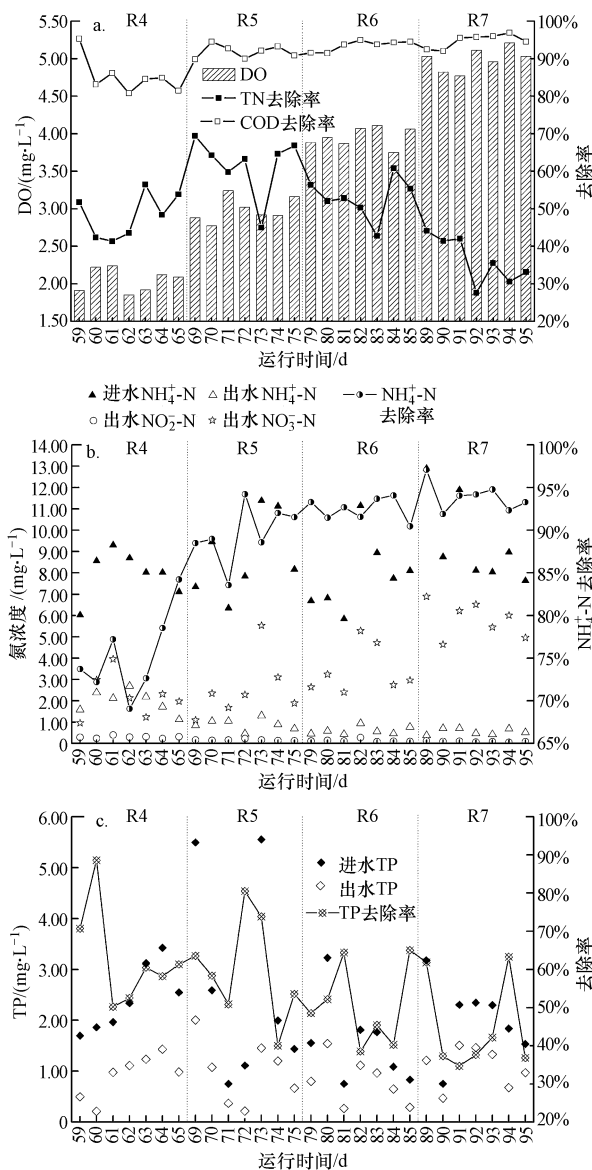 a.
R4 R5 R6 R7
5.50 5.00 4.50 4.00 3.50 3.00 2.50 2.00 1.50
DO/(mg·L⁻¹)
DO
TN去除率
COD去除率
100% 90% 80% 70% 60% 50% 40% 30% 20%
去除率
59 60 61 62 63 64 65 69 70 71 72 73 74 75 79 80 81 82 83 84 85 89 90 91 92 93 94 95
运行时间/d
进水NH₄⁺-N 出水NH₄⁺-N NH₄⁺-N
出水NO₂⁻-N 出水NO₃⁻-N 去除率
b.
R4 R5 R6 R7
14.00 13.00 12.00 11.00 10.00 9.00 8.00 7.00 6.00 5.00 4.00 3.00 2.00 1.00 0
氮浓度/(mg·L⁻¹)
100% 95% 90% 85% 80% 75% 70% 65%
NH₄⁺-N去除率
59 60 61 62 63 64 65 69 70 71 72 73 74 75 79 80 81 82 83 84 85 89 90 91 92 93 94 95
运行时间/d
c.
R4 R5 R6 R7
6.00 5.00 4.00 3.00 2.00 1.00 0
TP/(mg·L⁻¹)
进水TP
出水TP
TP去除率
100% 90% 80% 70% 60% 50% 40% 30% 20%
去除率
59 60 61 62 63 64 65 69 70 71 72 73 74 75 79 80 81 82 83 84 85 89 90 91 92 93 94 95
运行时间/d